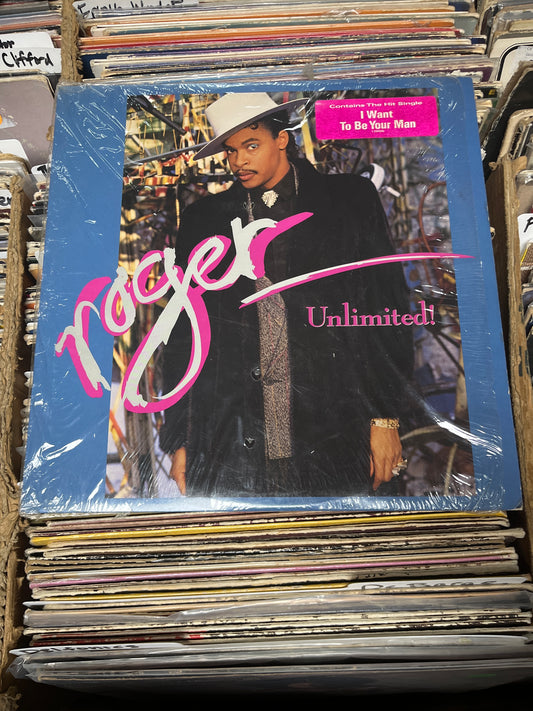 Clifford
Contains The Hit Single
I Want
To Be Your Man
roger
Unlimited!